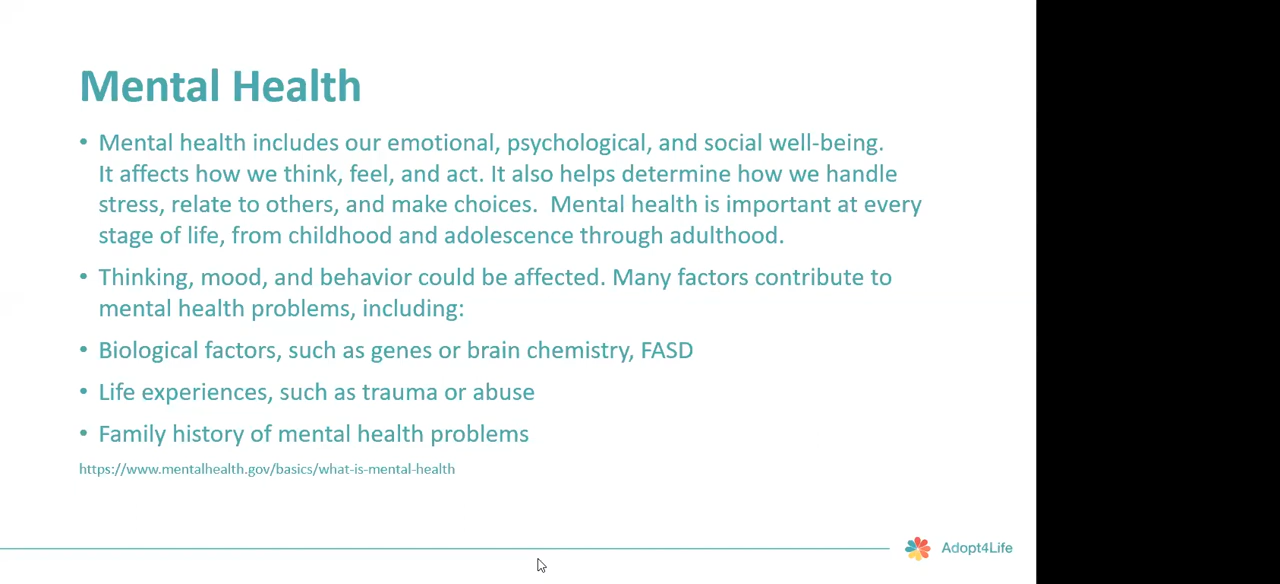 Mental Health
• Mental health includes our emotional, psychological, and social well-being.
It affects how we think, feel, and act. It also helps determine how we handle
stress, relate to others, and make choices.  Mental health is important at every
stage of life, from childhood and adolescence through adulthood.
• Thinking, mood, and behavior could be affected. Many factors contribute to
mental health problems, including:
• Biological factors, such as genes or brain chemistry, FASD
• Life experiences, such as trauma or abuse
• Family history of mental health problems
https://www.mentalhealth.gov/basics/what-is-mental-health
Adopt4Life